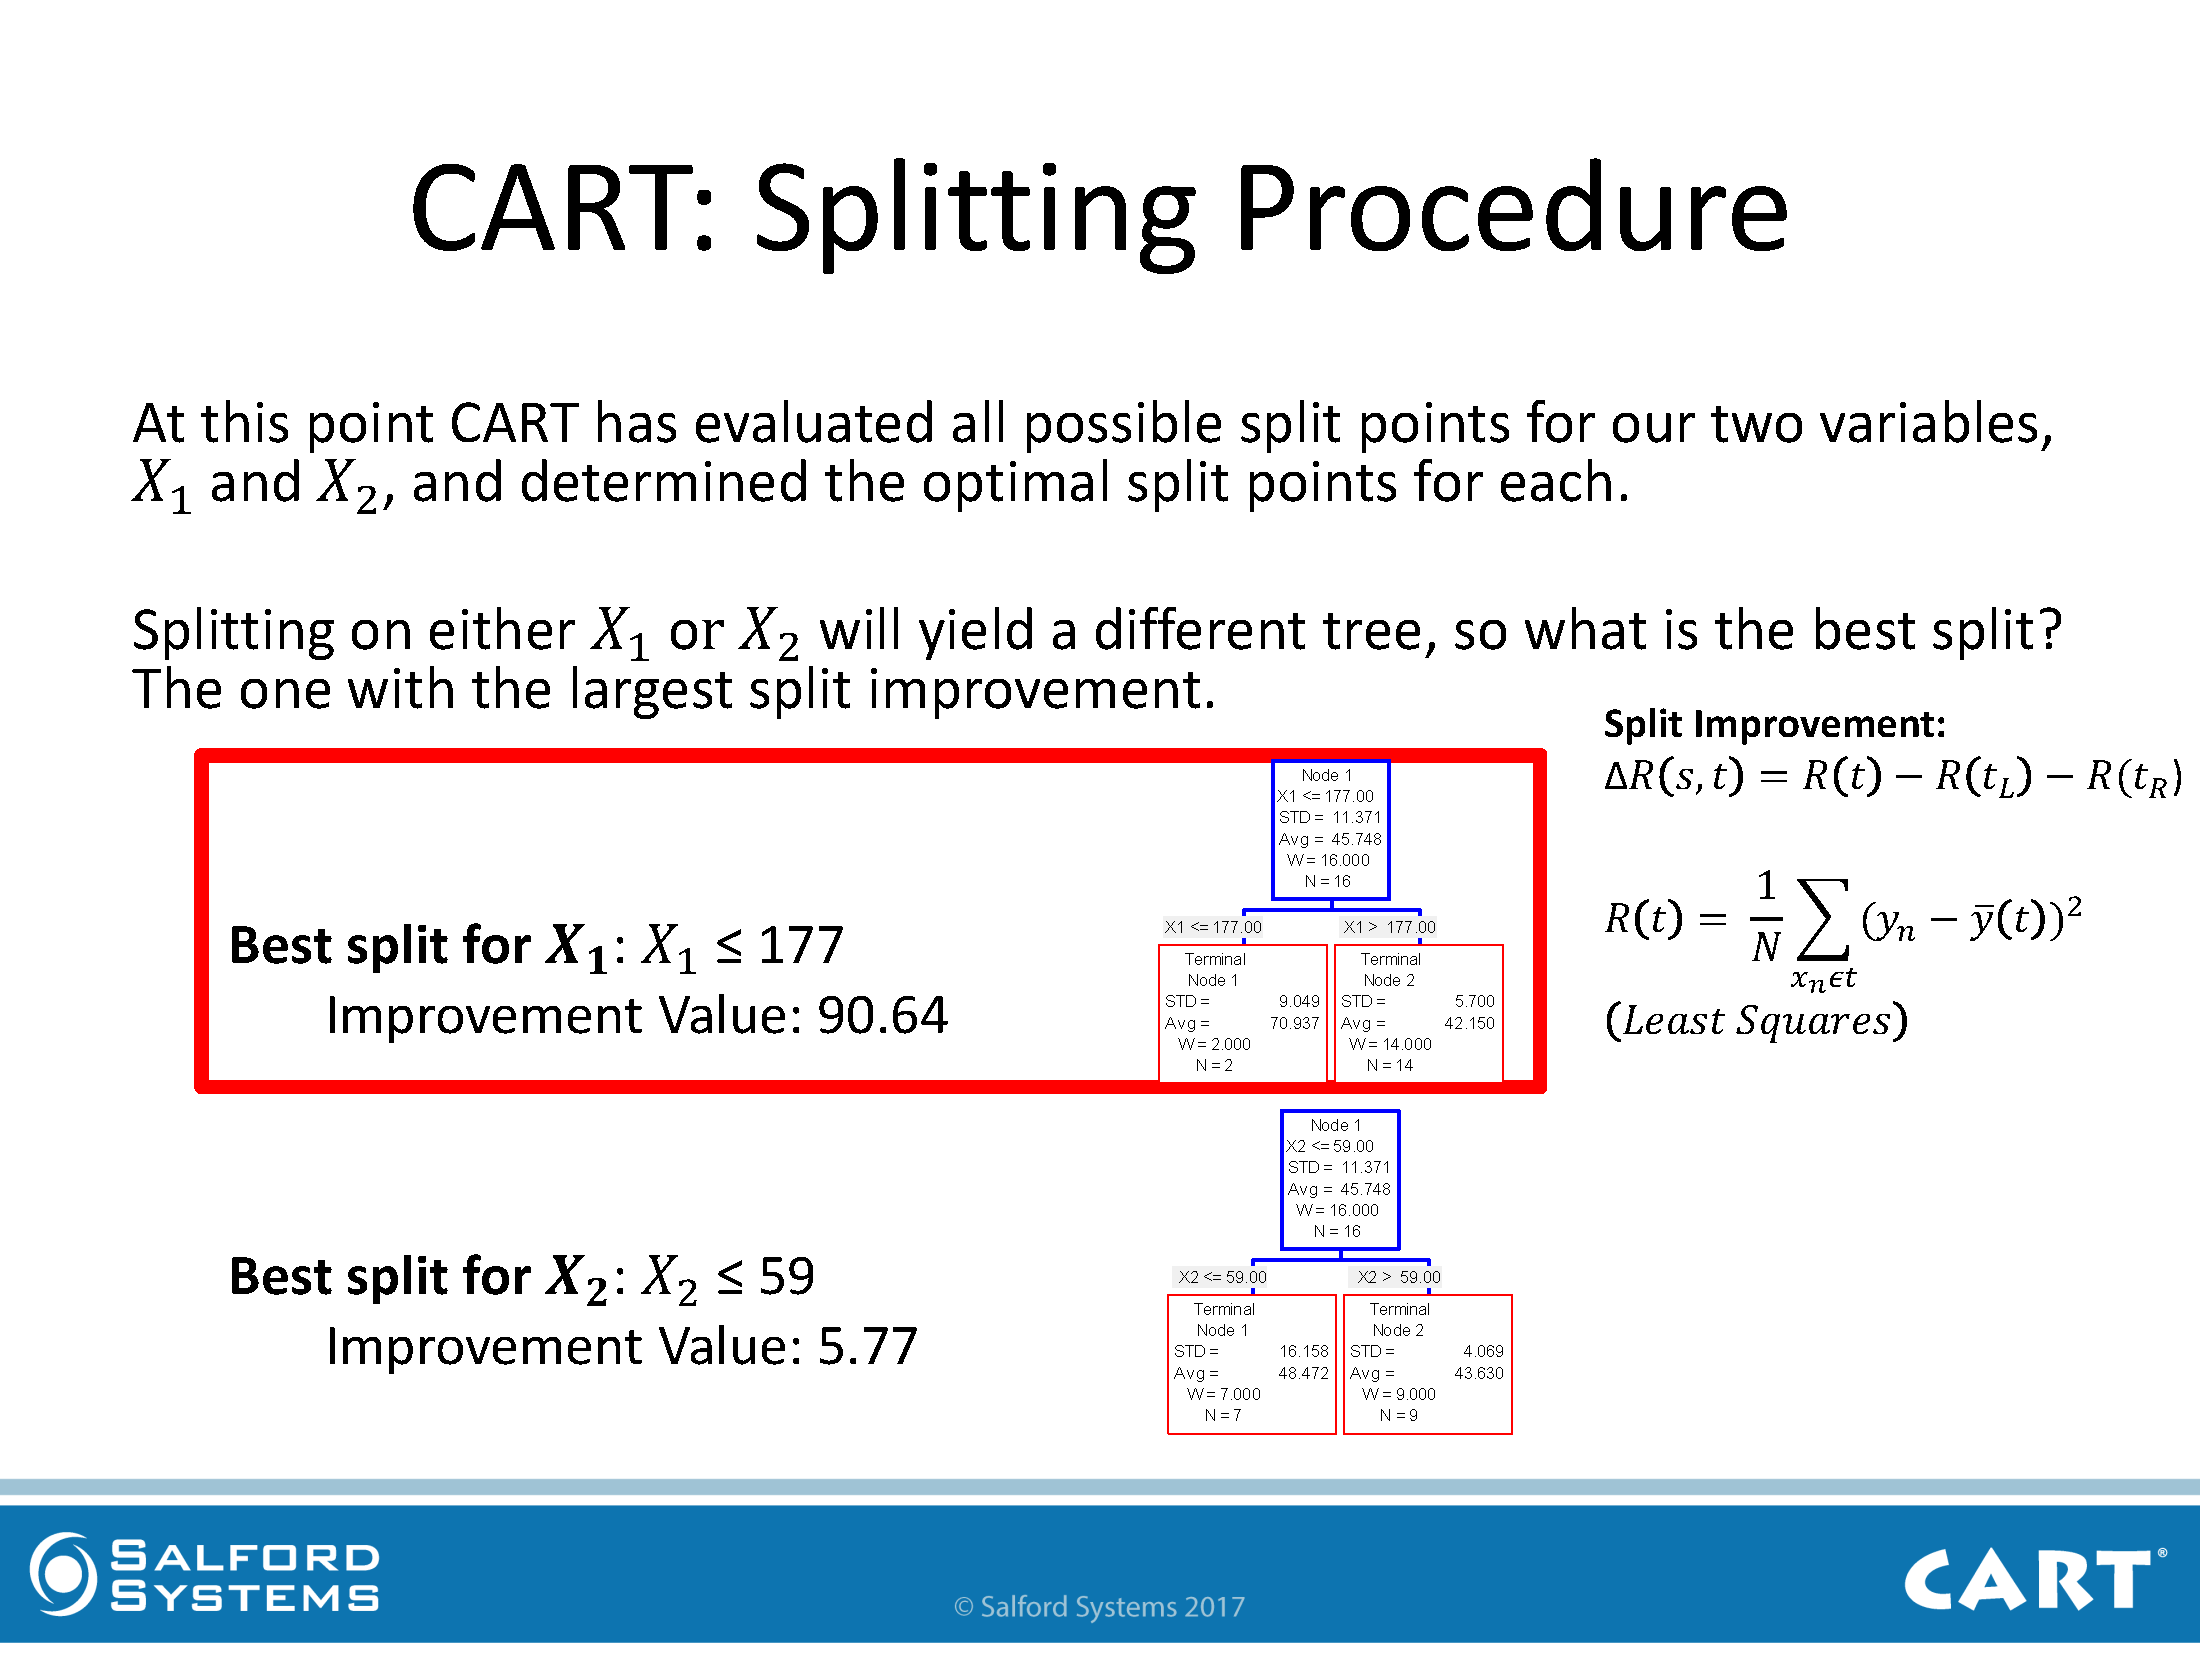 CART: Splitting Procedure
At this point CART has evaluated all possible split points for our two variables,
X₁ and X₂, and determined the optimal split points for each.
Splitting on either X₁ or X₂ will yield a different tree, so what is the best split?
The one with the largest split improvement.
Split Improvement:
ΔR(s, t) = R(t) − R(t_L) − R(t_R)
R(t) = 1/N ∑_{xₙϵt} (yₙ − ȳ(t))²
(Least Squares)
Best split for X₁: X₁ ≤ 177
Improvement Value: 90.64
Node 1
X1 <= 177.00
STD = 11.371
Avg = 45.748
W = 16.000
N = 16
X1 <= 177.00
X1 > 177.00
Terminal
Node 1
STD = 9.049
Avg = 70.937
W = 2.000
N = 2
Terminal
Node 2
STD = 5.700
Avg = 42.150
W = 14.000
N = 14
Best split for X₂: X₂ ≤ 59
Improvement Value: 5.77
Node 1
X2 <= 59.00
STD = 11.371
Avg = 45.748
W = 16.000
N = 16
X2 <= 59.00
X2 > 59.00
Terminal
Node 1
STD = 16.158
Avg = 48.472
W = 7.000
N = 7
Terminal
Node 2
STD = 4.069
Avg = 43.630
W = 9.000
N = 9
SALFORD
SYSTEMS
© Salford Systems 2017
CART®